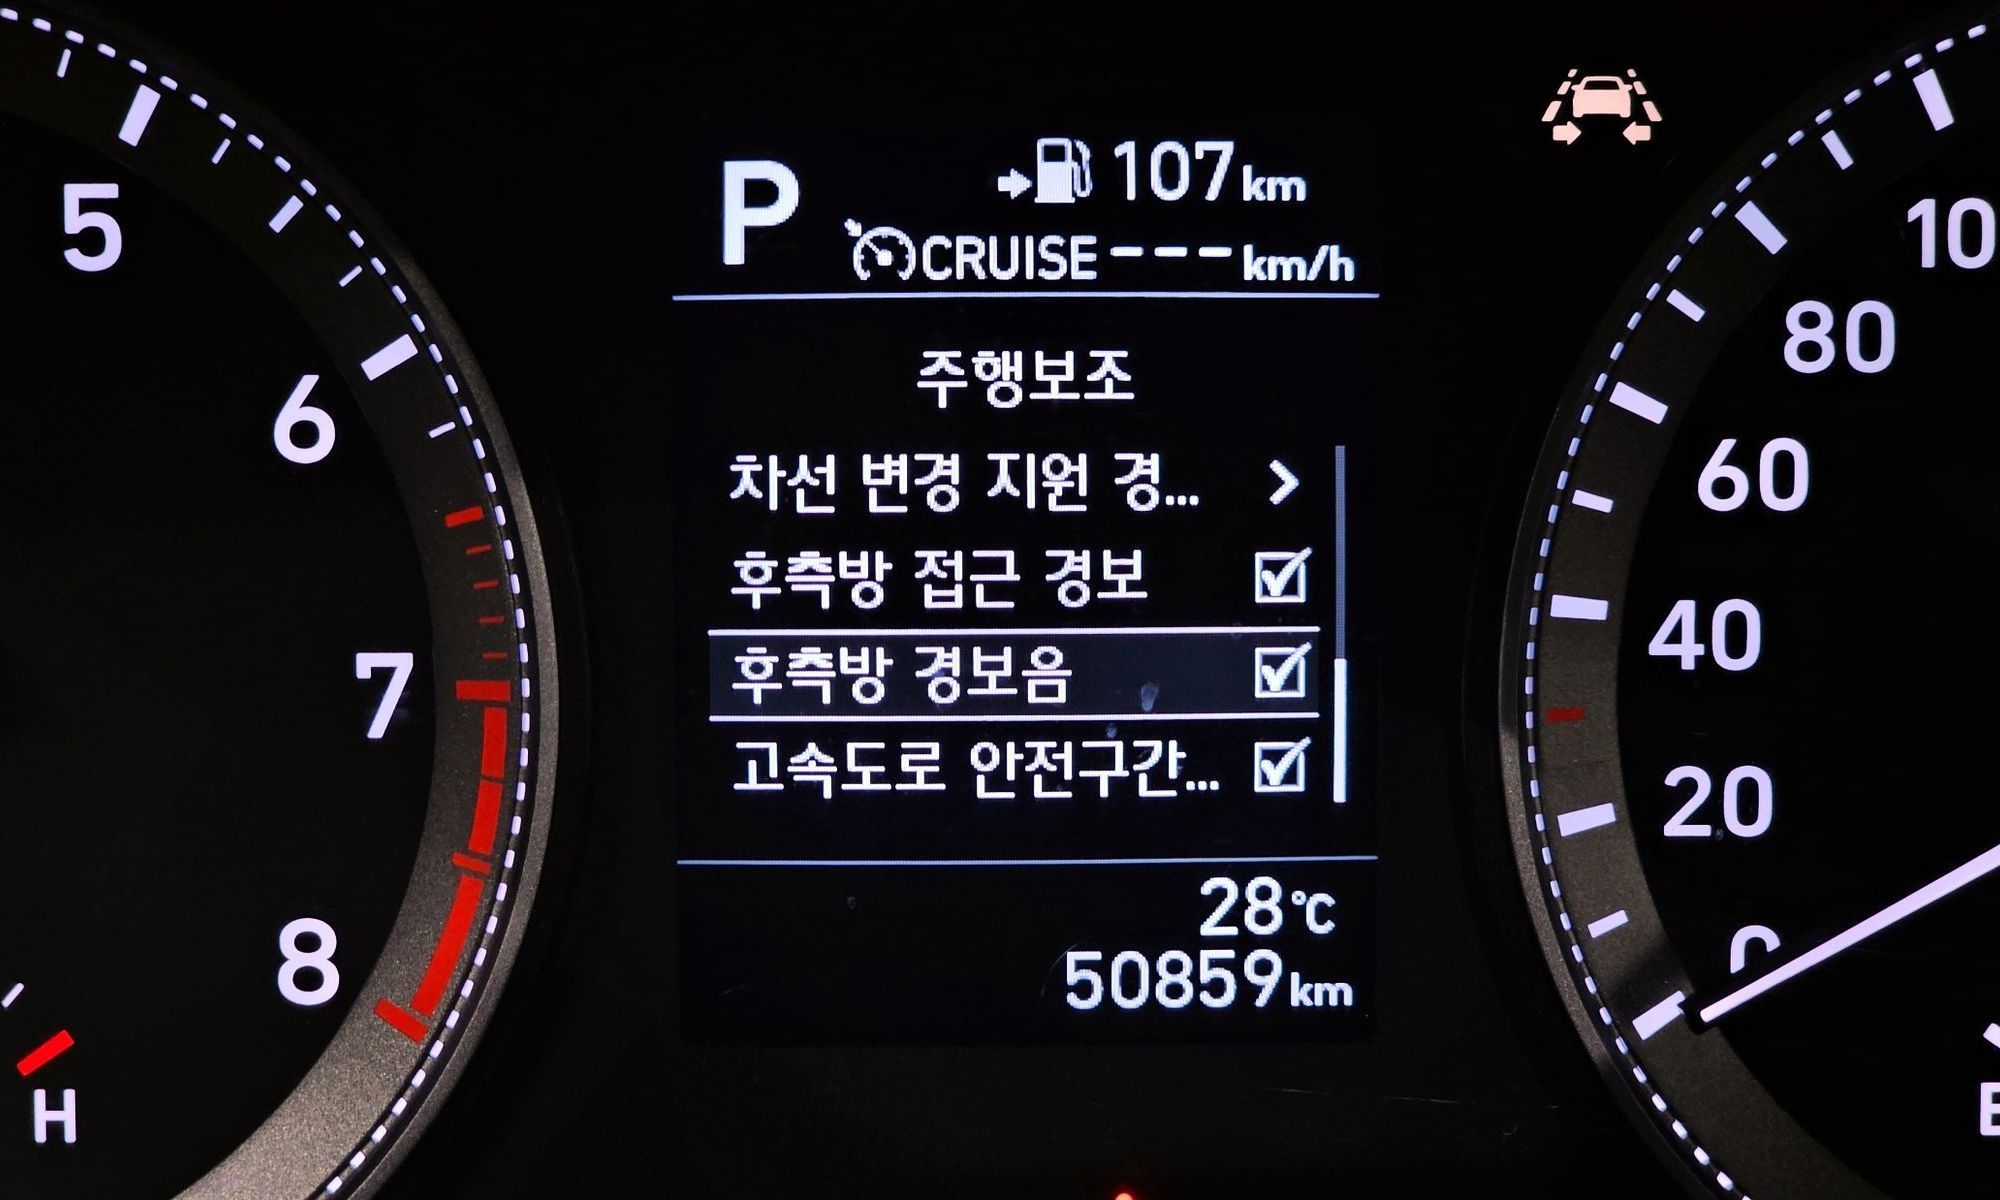 5
6
7
8
H
P
107km
CRUISE ---km/h
주행보조
차선 변경 지원 경...
후측방 접근 경보
후측방 경보음
고속도로 안전구간...
28°C
50859km
10
80
60
40
20
0
E